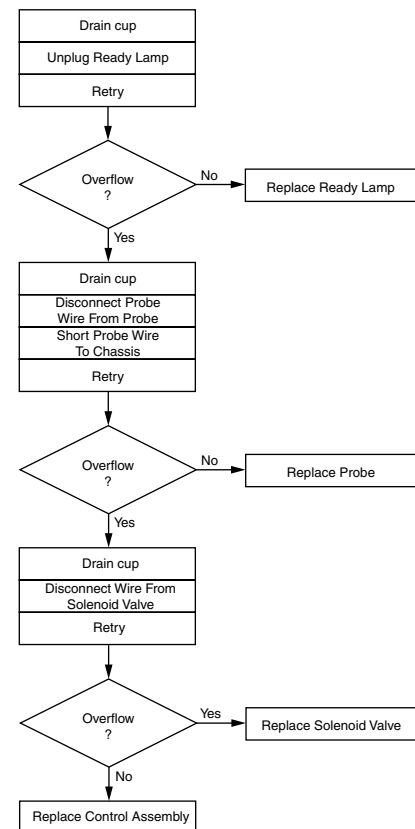 Drain cup
Unplug Ready Lamp
Retry
Overflow
?
No
Replace Ready Lamp
Yes
Drain cup
Disconnect Probe
Wire From Probe
Short Probe Wire
To Chassis
Retry
Overflow
?
No
Replace Probe
Yes
Drain cup
Disconnect Wire From
Solenoid Valve
Retry
Overflow
?
Yes
Replace Solenoid Valve
No
Replace Control Assembly